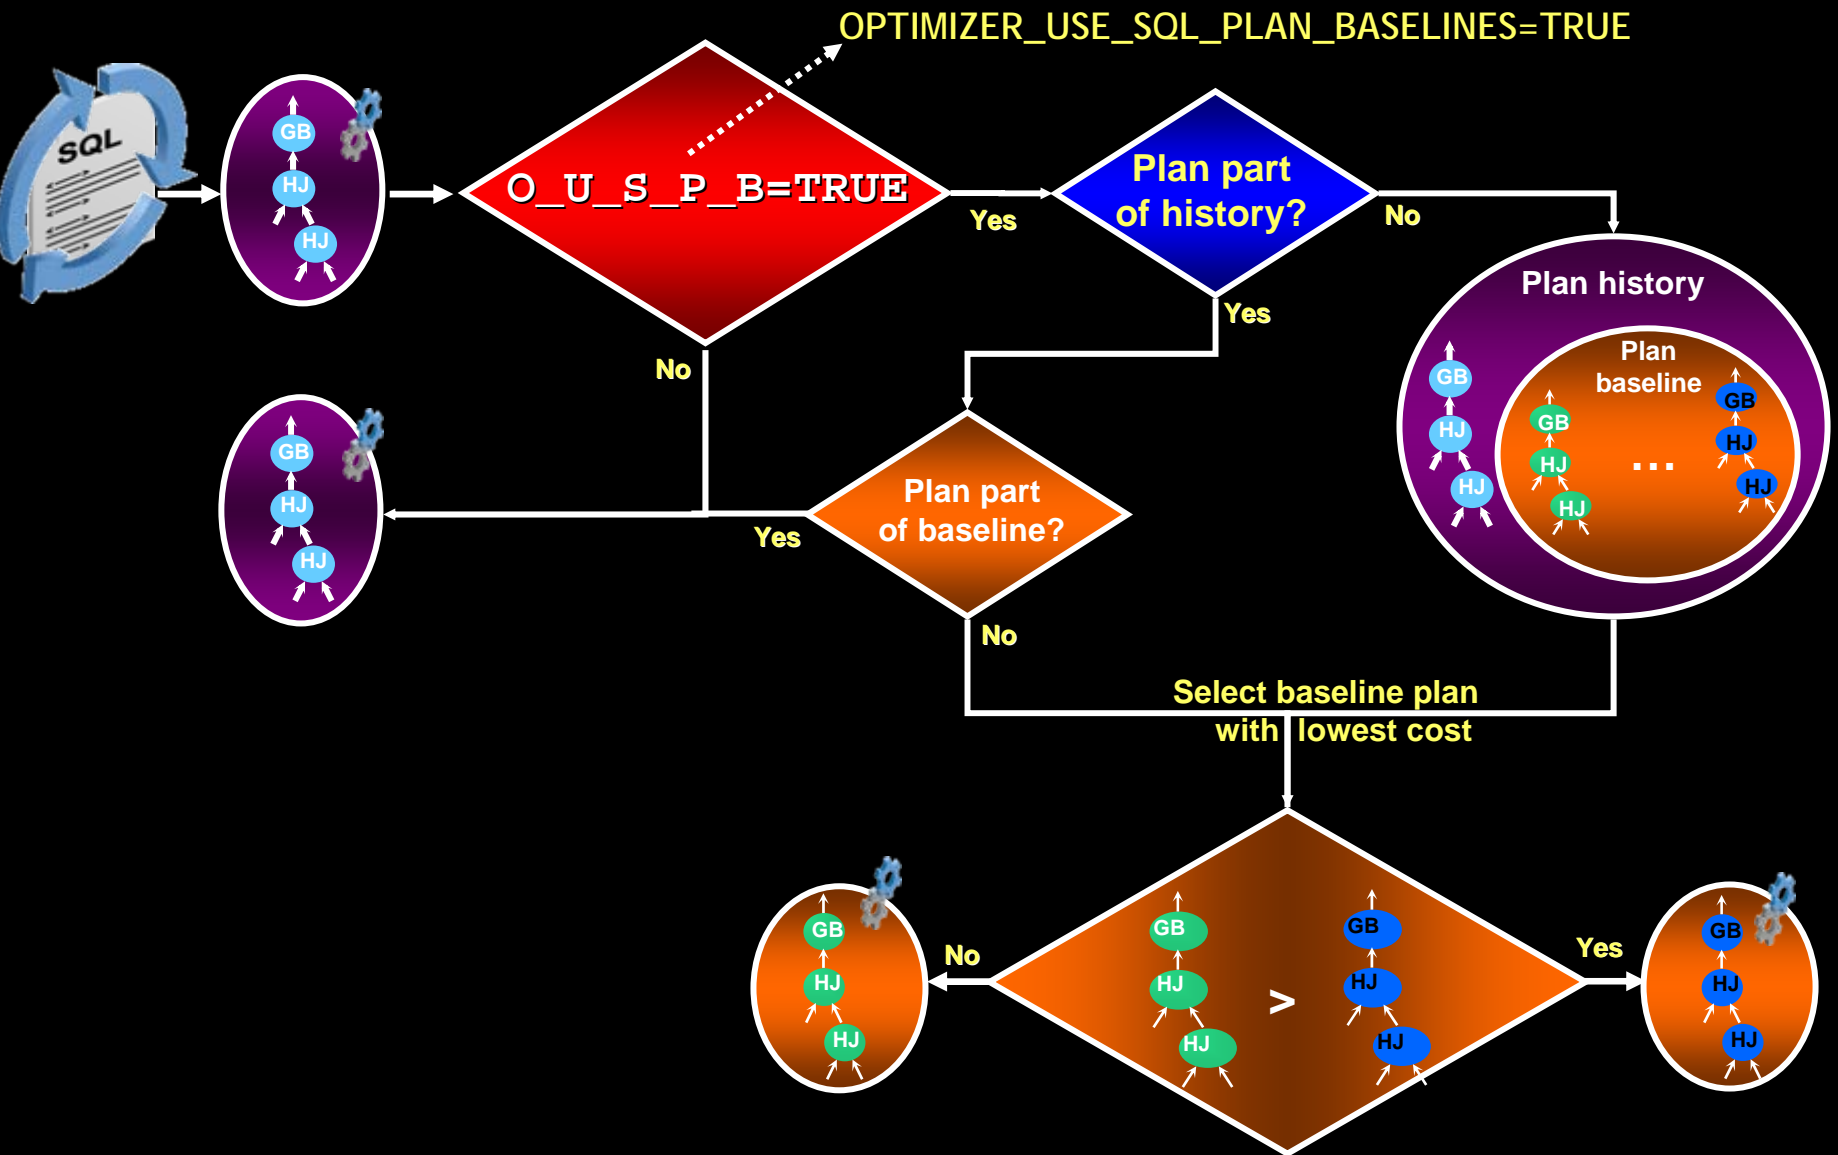 OPTIMIZER_USE_SQL_PLAN_BASELINES=TRUE
SQL
GB
HJ
HJ
O_U_S_P_B=TRUE
Yes
No
Plan part
of history?
No
Yes
Plan history
Plan
baseline
GB
HJ
HJ
GB
HJ
HJ
...
GB
HJ
HJ
GB
HJ
HJ
Yes
Plan part
of baseline?
No
Select baseline plan
with lowest cost
GB
HJ
HJ
No
GB
HJ
HJ
>
GB
HJ
HJ
Yes
GB
HJ
HJ